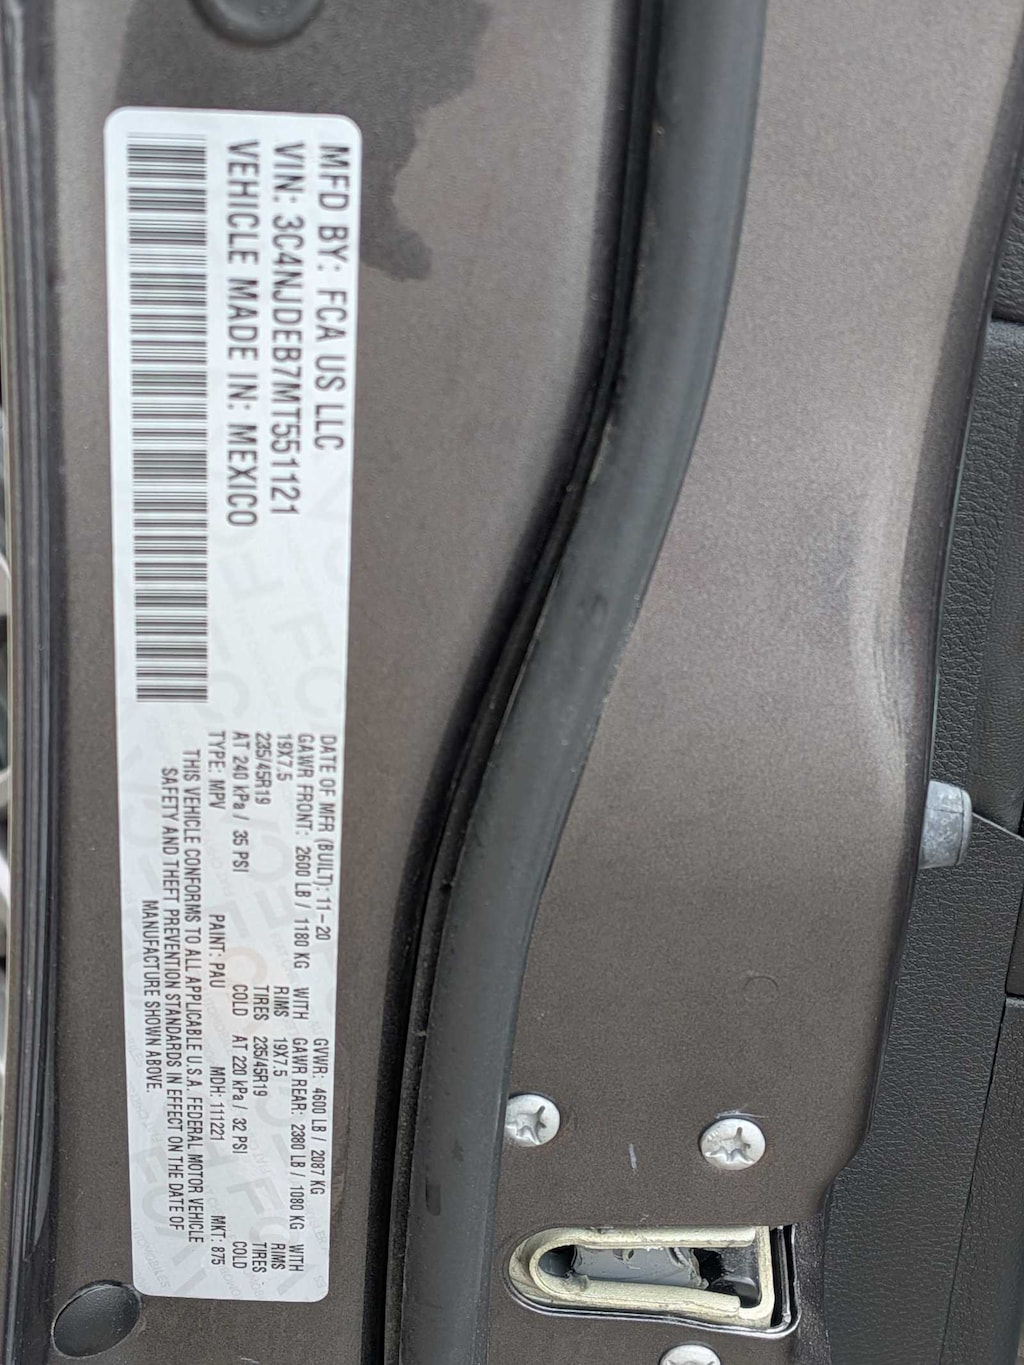 MFD BY: FCA US LLC
VIN: 3C4NJDEB7MT551121
VEHICLE MADE IN: MEXICO
DATE OF MFR (BUILT): 11-20 GVWR: 4600 LB / 2087 KG
GAWR FRONT: 2600 LB / 1180 KG WITH GAWR REAR: 2380 LB / 1080 KG WITH
19X7.5 RIMS 19X7.5 RIMS
235/45R19 TIRES 235/45R19 TIRES
AT 240 kPa / 35 PSI COLD AT 220 kPa / 32 PSI COLD
TYPE: MPV PAINT: PAU MDH: 111221 MKT: 875
THIS VEHICLE CONFORMS TO ALL APPLICABLE U.S.A. FEDERAL MOTOR VEHICLE
SAFETY AND THEFT PREVENTION STANDARDS IN EFFECT ON THE DATE OF
MANUFACTURE SHOWN ABOVE.